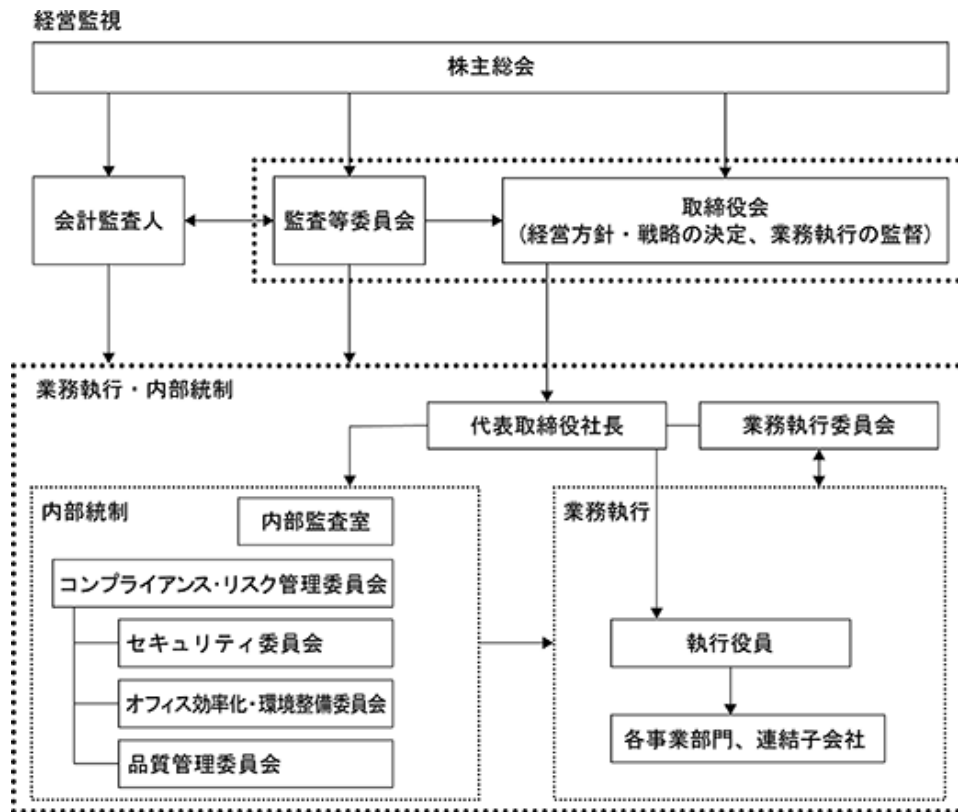 経営監視
株主総会
会計監査人
監査等委員会
取締役会
(経営方針・戦略の決定、業務執行の監督)
業務執行・内部統制
代表取締役社長
業務執行委員会
内部統制
内部監査室
コンプライアンス・リスク管理委員会
セキュリティ委員会
オフィス効率化・環境整備委員会
品質管理委員会
業務執行
執行役員
各事業部門、連結子会社